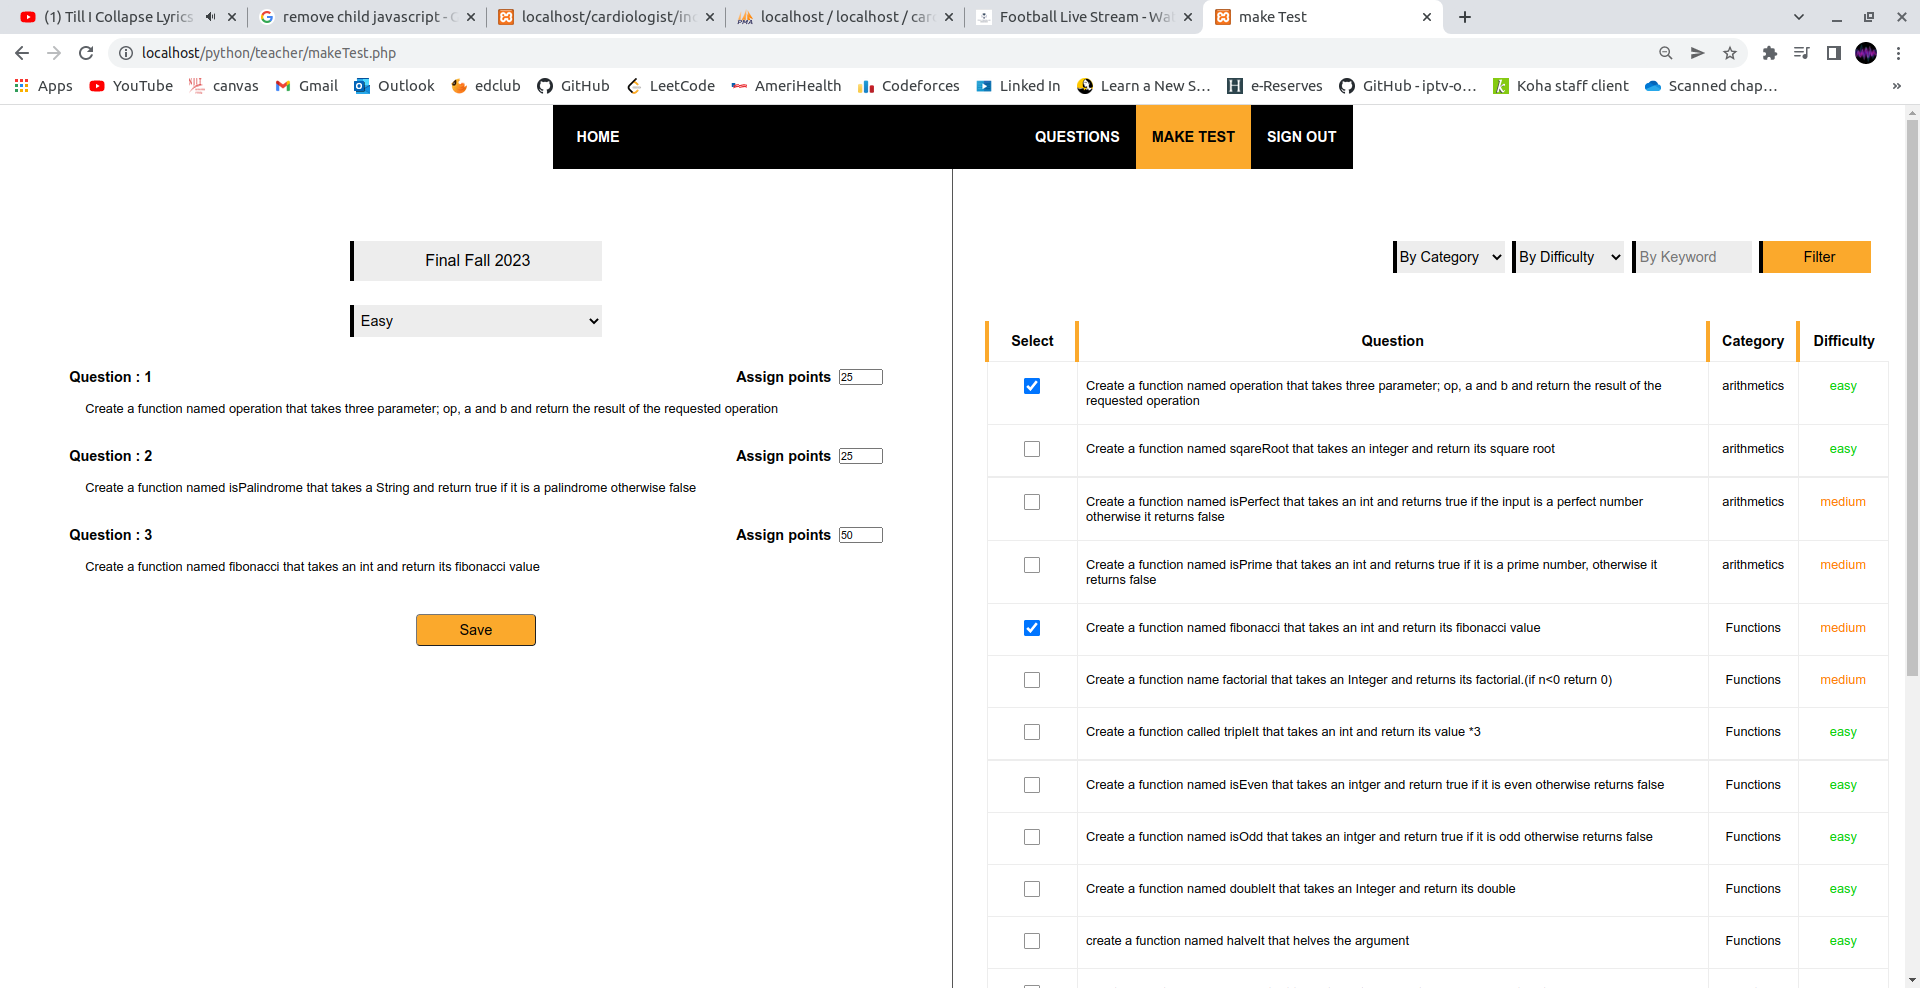 (1) Till I Collapse Lyrics
remove child javascript - G
localhost/cardiologist/in
localhost / localhost / car
Football Live Stream - Wa
make Test
localhost/python/teacher/makeTest.php
Apps
YouTube
canvas
Gmail
Outlook
edclub
GitHub
LeetCode
AmeriHealth
Codeforces
Linked In
Learn a New S...
e-Reserves
GitHub - iptv-o...
Koha staff client
Scanned chap...
»
HOME
QUESTIONS
MAKE TEST
SIGN OUT
Final Fall 2023
Easy
Question : 1
Assign points 25
Create a function named operation that takes three parameter; op, a and b and return the result of the requested operation
Question : 2
Assign points 25
Create a function named isPalindrome that takes a String and return true if it is a palindrome otherwise false
Question : 3
Assign points 50
Create a function named fibonacci that takes an int and return its fibonacci value
Save
By Category
By Difficulty
By Keyword
Filter
Select Question Category Difficulty
Create a function named operation that takes three parameter; op, a and b and return the result of the
requested operation
arithmetics
easy
Create a function named sqareRoot that takes an integer and return its square root
arithmetics
easy
Create a function named isPerfect that takes an int and returns true if the input is a perfect number
otherwise it returns false
arithmetics
medium
Create a function named isPrime that takes an int and returns true if it is a prime number, otherwise it
returns false
arithmetics
medium
Create a function named fibonacci that takes an int and return its fibonacci value
Functions
medium
Create a function name factorial that takes an Integer and returns its factorial.(if n<0 return 0)
Functions
medium
Create a function called tripleIt that takes an int and return its value *3
Functions
easy
Create a function named isEven that takes an intger and return true if it is even otherwise returns false
Functions
easy
Create a function named isOdd that takes an intger and return true if it is odd otherwise returns false
Functions
easy
Create a function named doubleIt that takes an Integer and return its double
Functions
easy
create a function named halveIt that helves the argument
Functions
easy